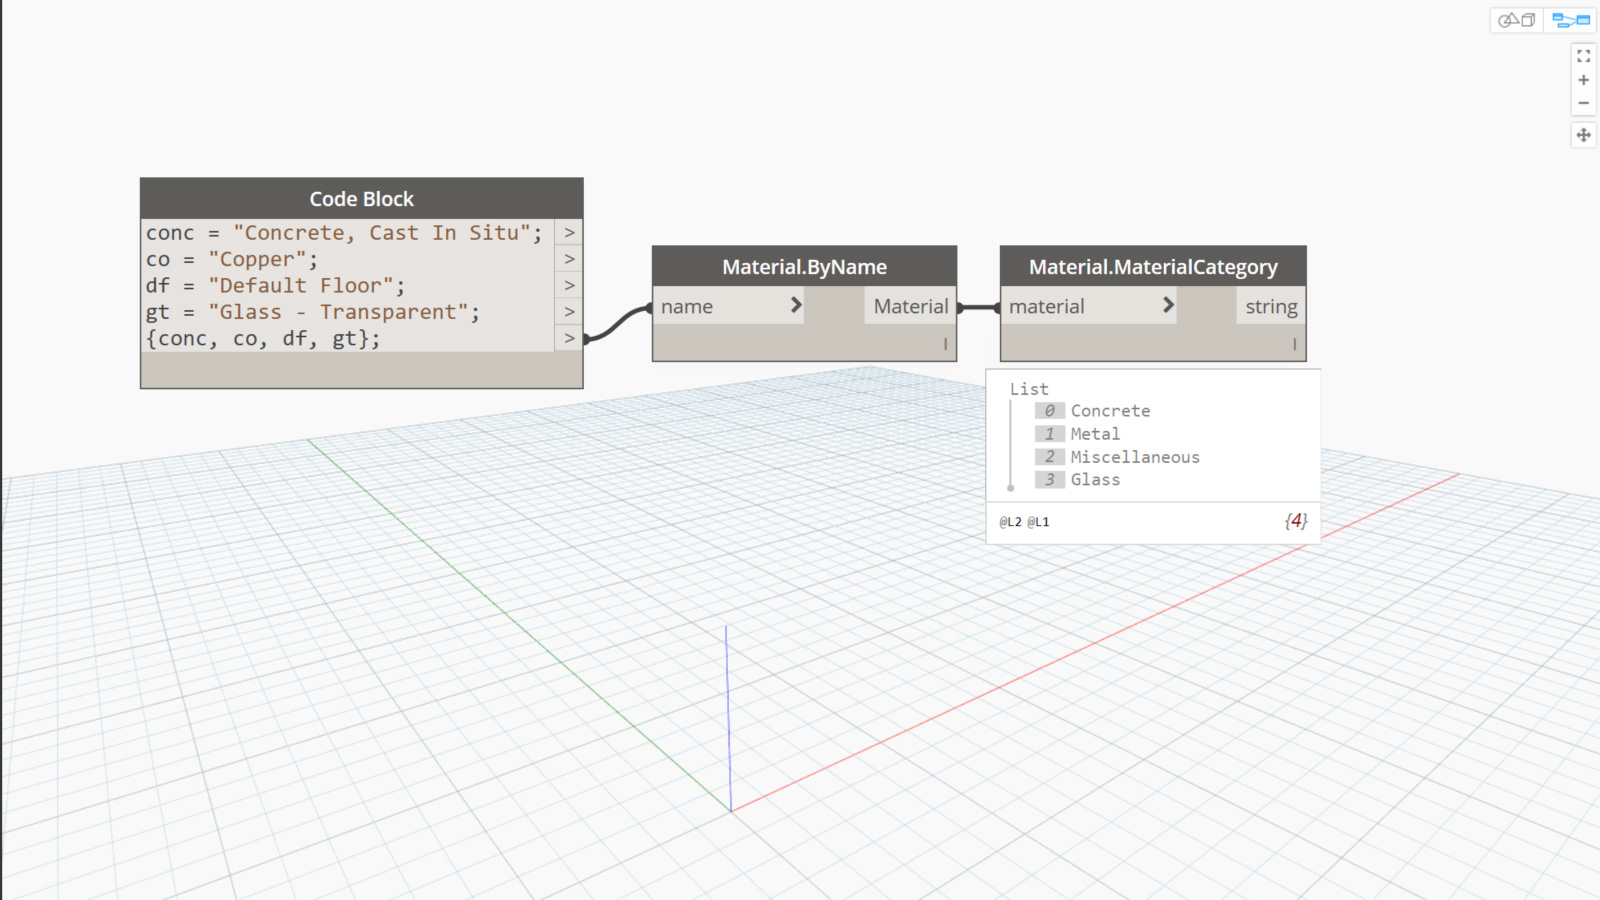 Code Block
conc = "Concrete, Cast In Situ"; >
co = "Copper"; >
df = "Default Floor"; >
gt = "Glass - Transparent"; >
{conc, co, df, gt}; >
Material.ByName
name > Material
l
Material.MaterialCategory
material > string
l
List
0 Concrete
1 Metal
2 Miscellaneous
3 Glass
@L2 @L1 {4}